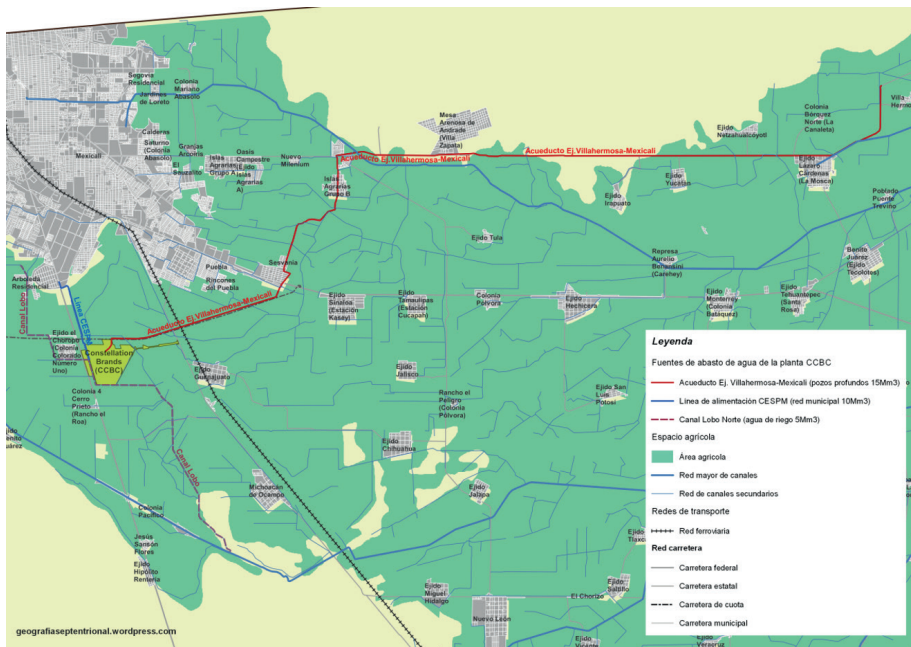 Segovia
Residencial
Jardines
de Loreto
Colonia
Mariano
Abasolo
Calderas
Saturno
(Colonia
Abasolo)
Granjas
El
Sauzalito
Islas
Agrarias
Grupo A
Oasis
Campestre
(Ejido
Islas
Agrarias
A)
Nuevo
Milenium
Mexicali
Mesa
Arenosa de
Andrade
(Villa
Zapata)
Acueducto Ej.Villahermosa-Mexicali
Acueducto Ej.Villahermosa-Mexicali
Islas
Agrarias
Grupo B
Ejido
Netzahualcóyotl
Colonia
Bórquez
Norte (La
Canaleta)
Villa
Ejido
Irapuato
Ejido
Yucatan
Ejido
Lázaro
Cárdenas
(La Mosca)
Poblado
Puente
Treviño
Ejido Tula
Represa
Aurelio
Benito
Juárez
(Ejido
Tecolotes)
Sesvania
Puebla
Rincones
del Puebla
Arboleda
Residencial
Canal Lobo
Línea CESPM
Acueducto Ej.Villahermosa-Mexicali
Ejido
Sinaloa
(Estación
Kasey)
Ejido
Tamaulipas
(Estación
Cucapah)
Colonia
Pólvora
Ejido
Hechicera
Ejido
Monterrey
(Colonia
Batáquez)
Ejido
Tehuantepec
(Santa
Rosa)
Ejido el
Choropo
(Colonia
Colorado
Número
Uno)
Constellation
Brands
(CCBC)
Ejido
Guanajuato
Ejido
Jalisco
Colonia 4
Cerro
Prieto
(Rancho el
Roa)
Rancho el
Peligro
(Colonia
Pólvora)
Ejido San
Luis
Potosí
Ejido
Chihuahua
Canal Lobo
Michoacán
de Ocampo
Ejido
Jalapa
Colonia
Pacífico
Jesús
Sansón
Flores
Ejido
Hipólito
Rentería
Ejido
Miguel
Hidalgo
Nuevo León
El Chorizo
Ejido
Saltillo
Ejido
Ejido
Veracruz
Leyenda
Fuentes de abasto de agua de la planta CCBC
Acueducto Ej. Villahermosa-Mexicali (pozos profundos 15Mm3)
Línea de alimentación CESPM (red municipal 10Mm3)
Canal Lobo Norte (agua de riego 5Mm3)
Espacio agrícola
Área agrícola
Red mayor de canales
Red de canales secundarios
Redes de transporte
Red ferroviaria
Red carretera
Carretera federal
Carretera estatal
Carretera de cuota
Carretera municipal
geografiaseptentrional.wordpress.com